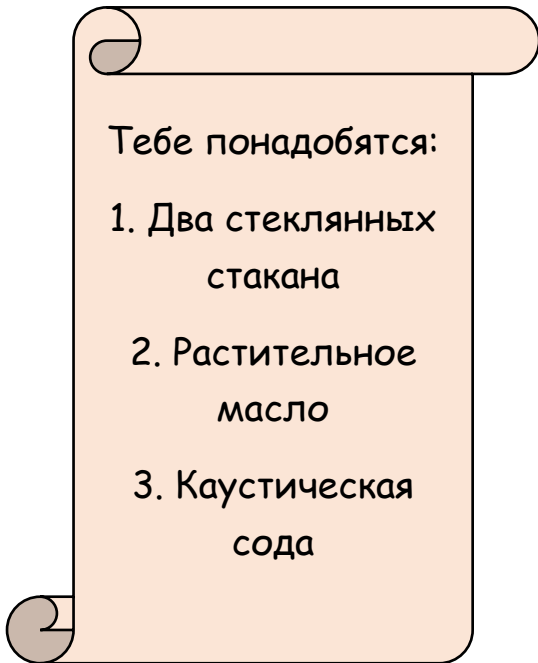 Тебе понадобятся:
1. Два стеклянных
стакана
2. Растительное
масло
3. Каустическая
сода